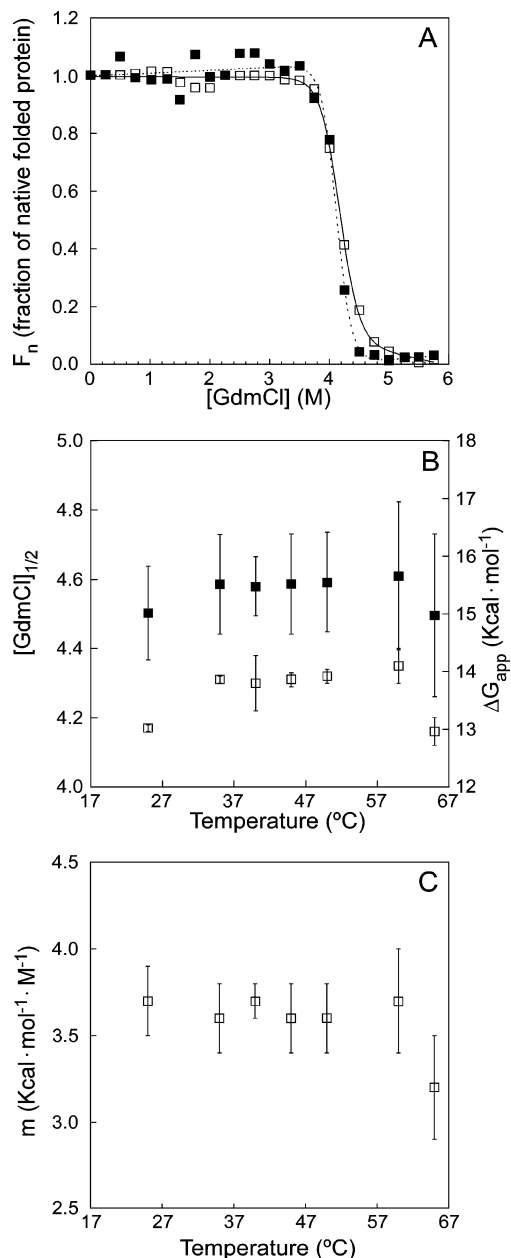 A
1.2
1.0
0.8
0.6
0.4
0.2
0.0
Fn (fraction of native folded protein)
0 1 2 3 4 5 6
[GdmCl] (M)
B
5.0
4.8
4.6
4.4
4.2
4.0
[GdmCl]1/2
18
17
16
15
14
13
12
ΔGapp (Kcal·mol-1)
17 27 37 47 57 67
Temperature (ºC)
C
4.5
4.0
3.5
3.0
2.5
m (Kcal·mol-1·M-1)
17 27 37 47 57 67
Temperature (ºC)